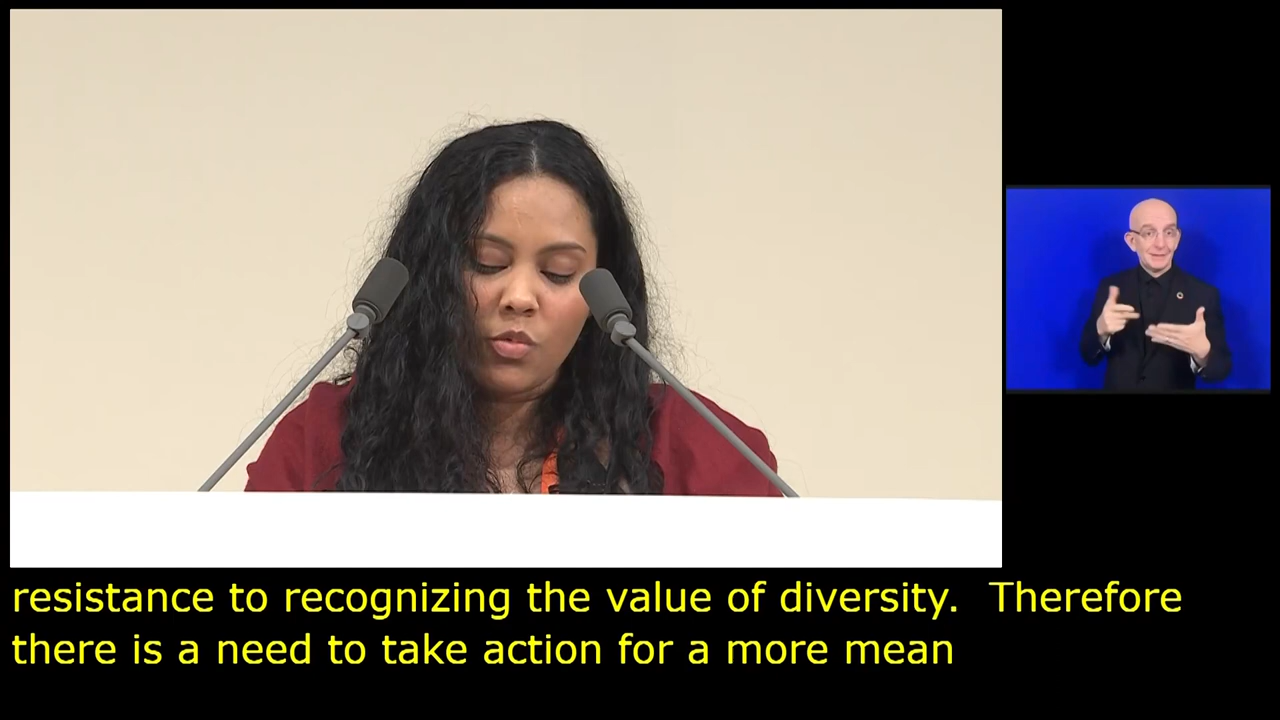 resistance to recognizing the value of diversity.  Therefore
there is a need to take action for a more mean